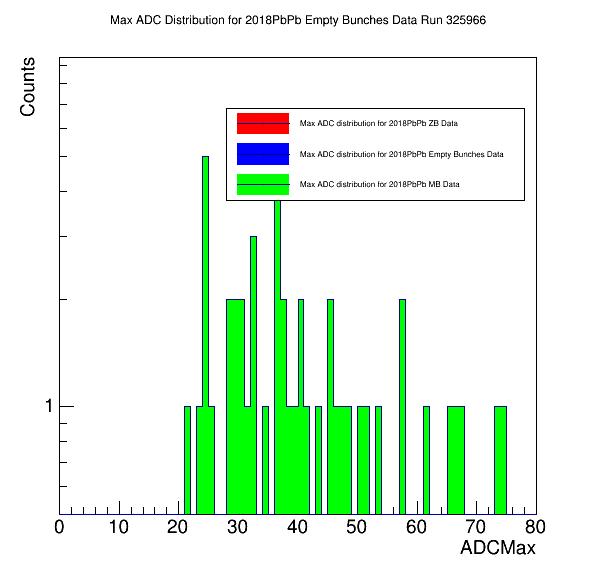 Max ADC Distribution for 2018PbPb Empty Bunches Data Run 325966
Counts
Max ADC distribution for 2018PbPb ZB Data
Max ADC distribution for 2018PbPb Empty Bunches Data
Max ADC distribution for 2018PbPb MB Data
1
0 10 20 30 40 50 60 70 80
ADCMax